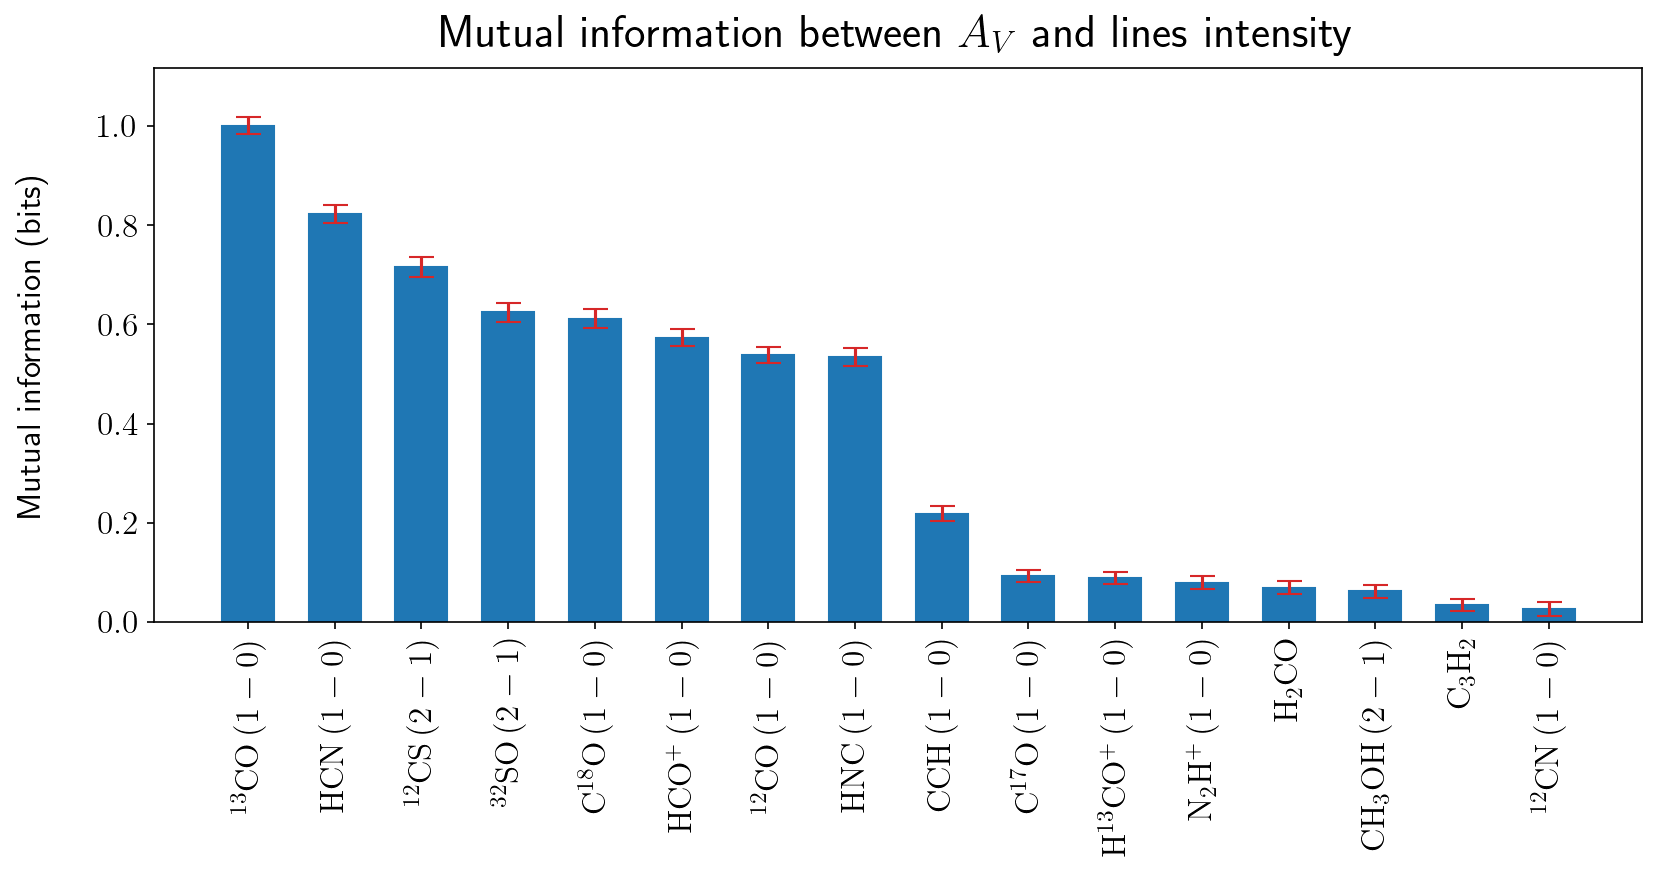 Mutual information between A_V and lines intensity
Mutual information (bits)
1.0
0.8
0.6
0.4
0.2
0.0
¹³CO (1 − 0)
HCN (1 − 0)
¹²CS (2 − 1)
³²SO (2 − 1)
C¹⁸O (1 − 0)
HCO⁺ (1 − 0)
¹²CO (1 − 0)
HNC (1 − 0)
CCH (1 − 0)
C¹⁷O (1 − 0)
H¹³CO⁺ (1 − 0)
N₂H⁺ (1 − 0)
H₂CO
CH₃OH (2 − 1)
C₃H₂
¹²CN (1 − 0)